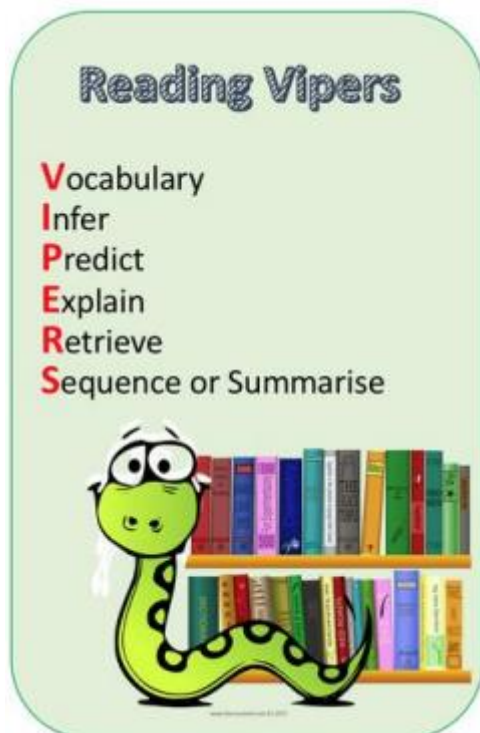 Reading Vipers
Vocabulary
Infer
Predict
Explain
Retrieve
Sequence or Summarise